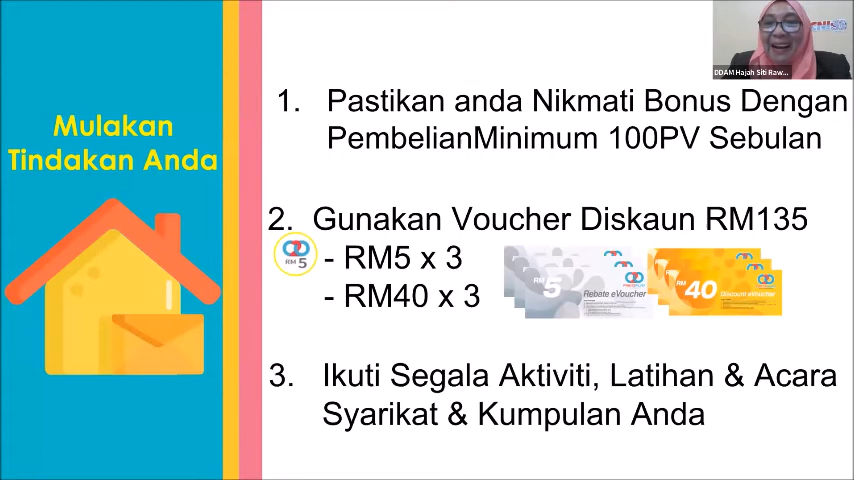 DDAM Hajah Siti Raw...
Mulakan
Tindakan Anda
1. Pastikan anda Nikmati Bonus Dengan
PembelianMinimum 100PV Sebulan
2. Gunakan Voucher Diskaun RM135
RM 5
- RM5 x 3
- RM40 x 3
RM 5
Rebate eVoucher
RM 40
Discount eVoucher
3. Ikuti Segala Aktiviti, Latihan & Acara
Syarikat & Kumpulan Anda